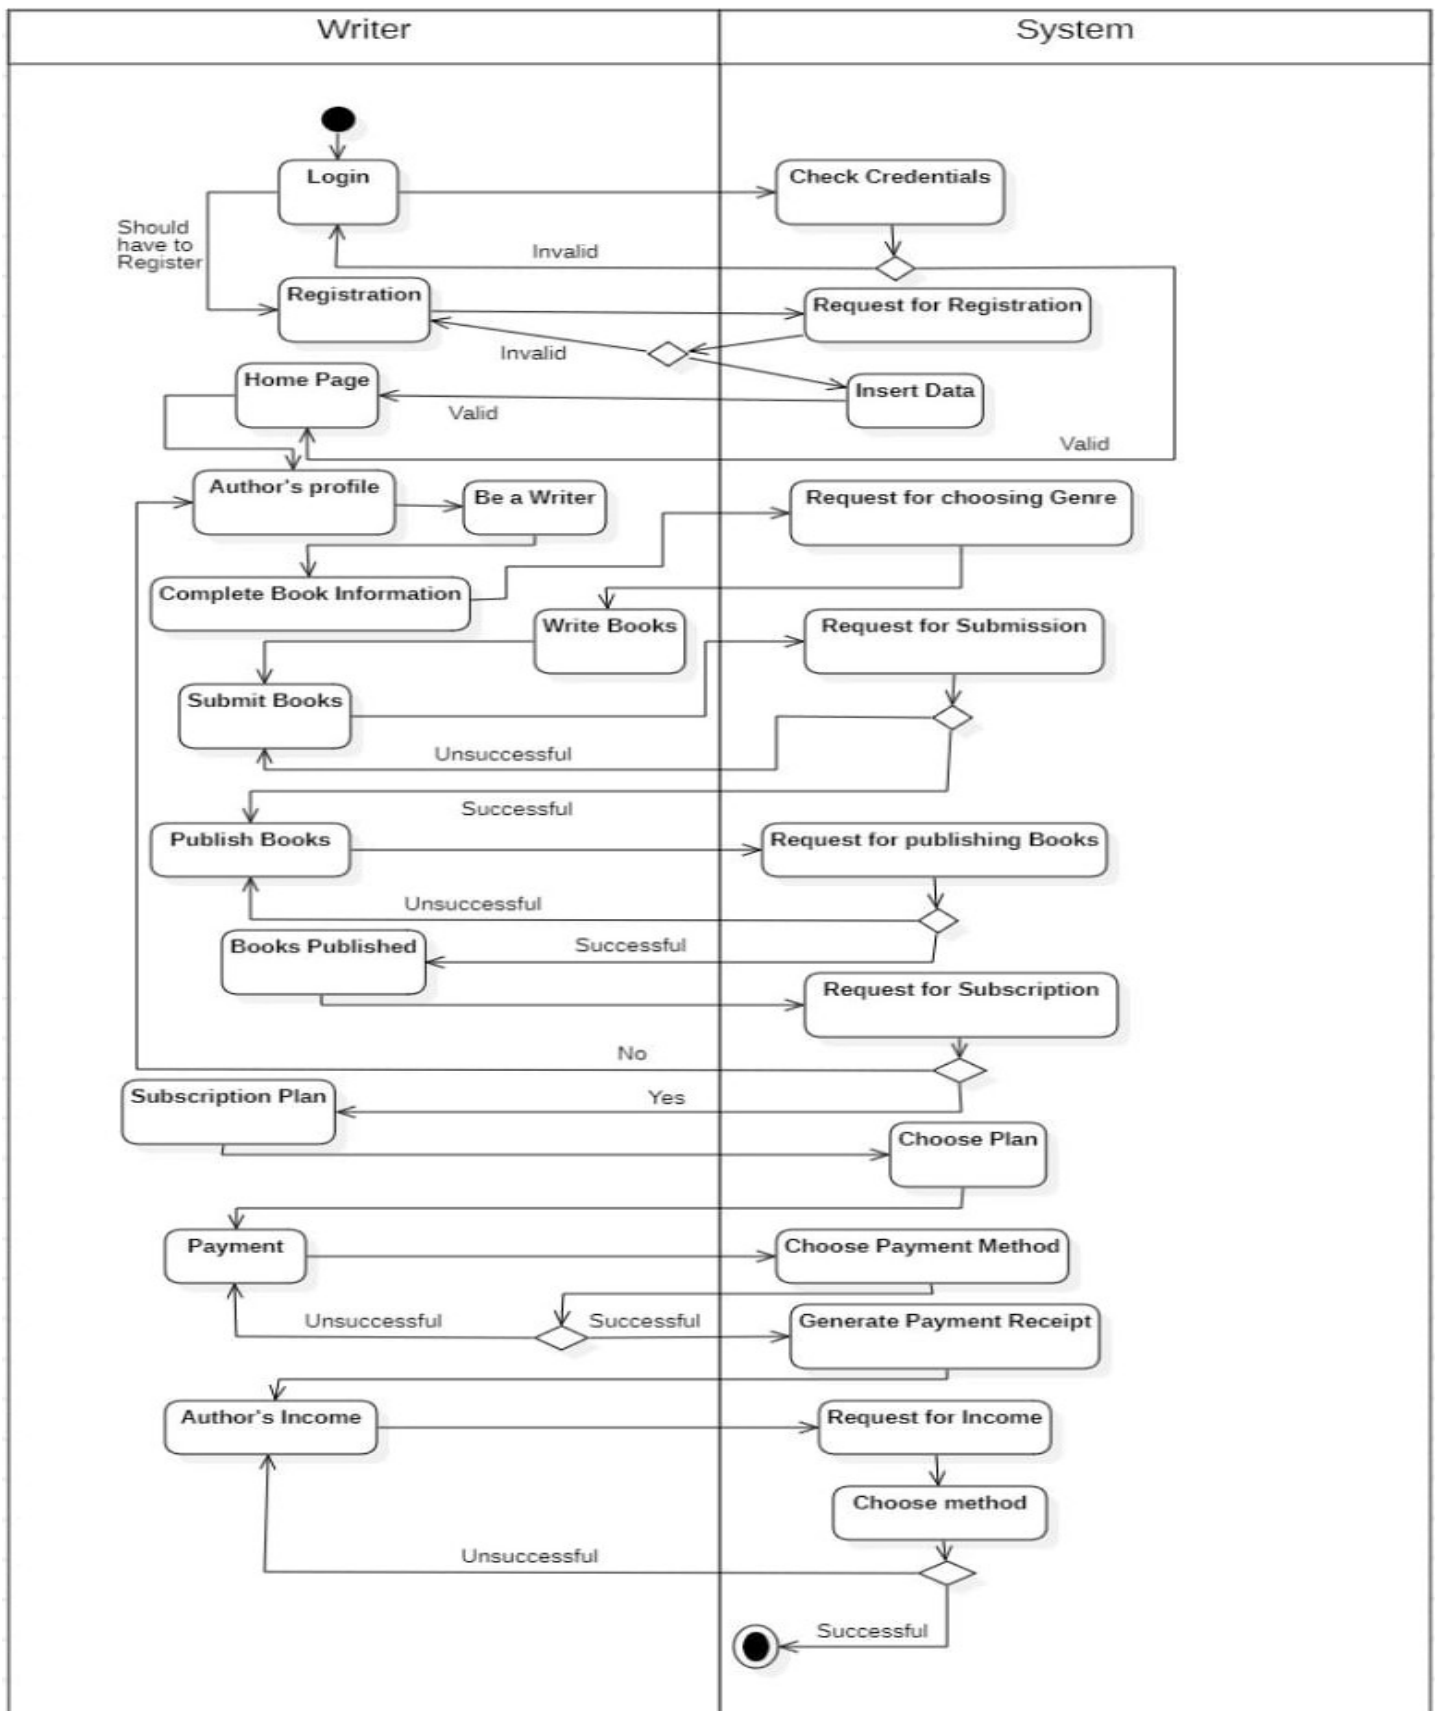 Writer
System
Login
Check Credentials
Should
have to
Register
Invalid
Registration
Request for Registration
Invalid
Home Page
Insert Data
Valid
Valid
Author's profile
Be a Writer
Request for choosing Genre
Complete Book Information
Write Books
Request for Submission
Submit Books
Unsuccessful
Successful
Publish Books
Request for publishing Books
Unsuccessful
Books Published
Successful
Request for Subscription
No
Subscription Plan
Yes
Choose Plan
Payment
Choose Payment Method
Unsuccessful
Successful
Generate Payment Receipt
Author's Income
Request for Income
Choose method
Unsuccessful
Successful